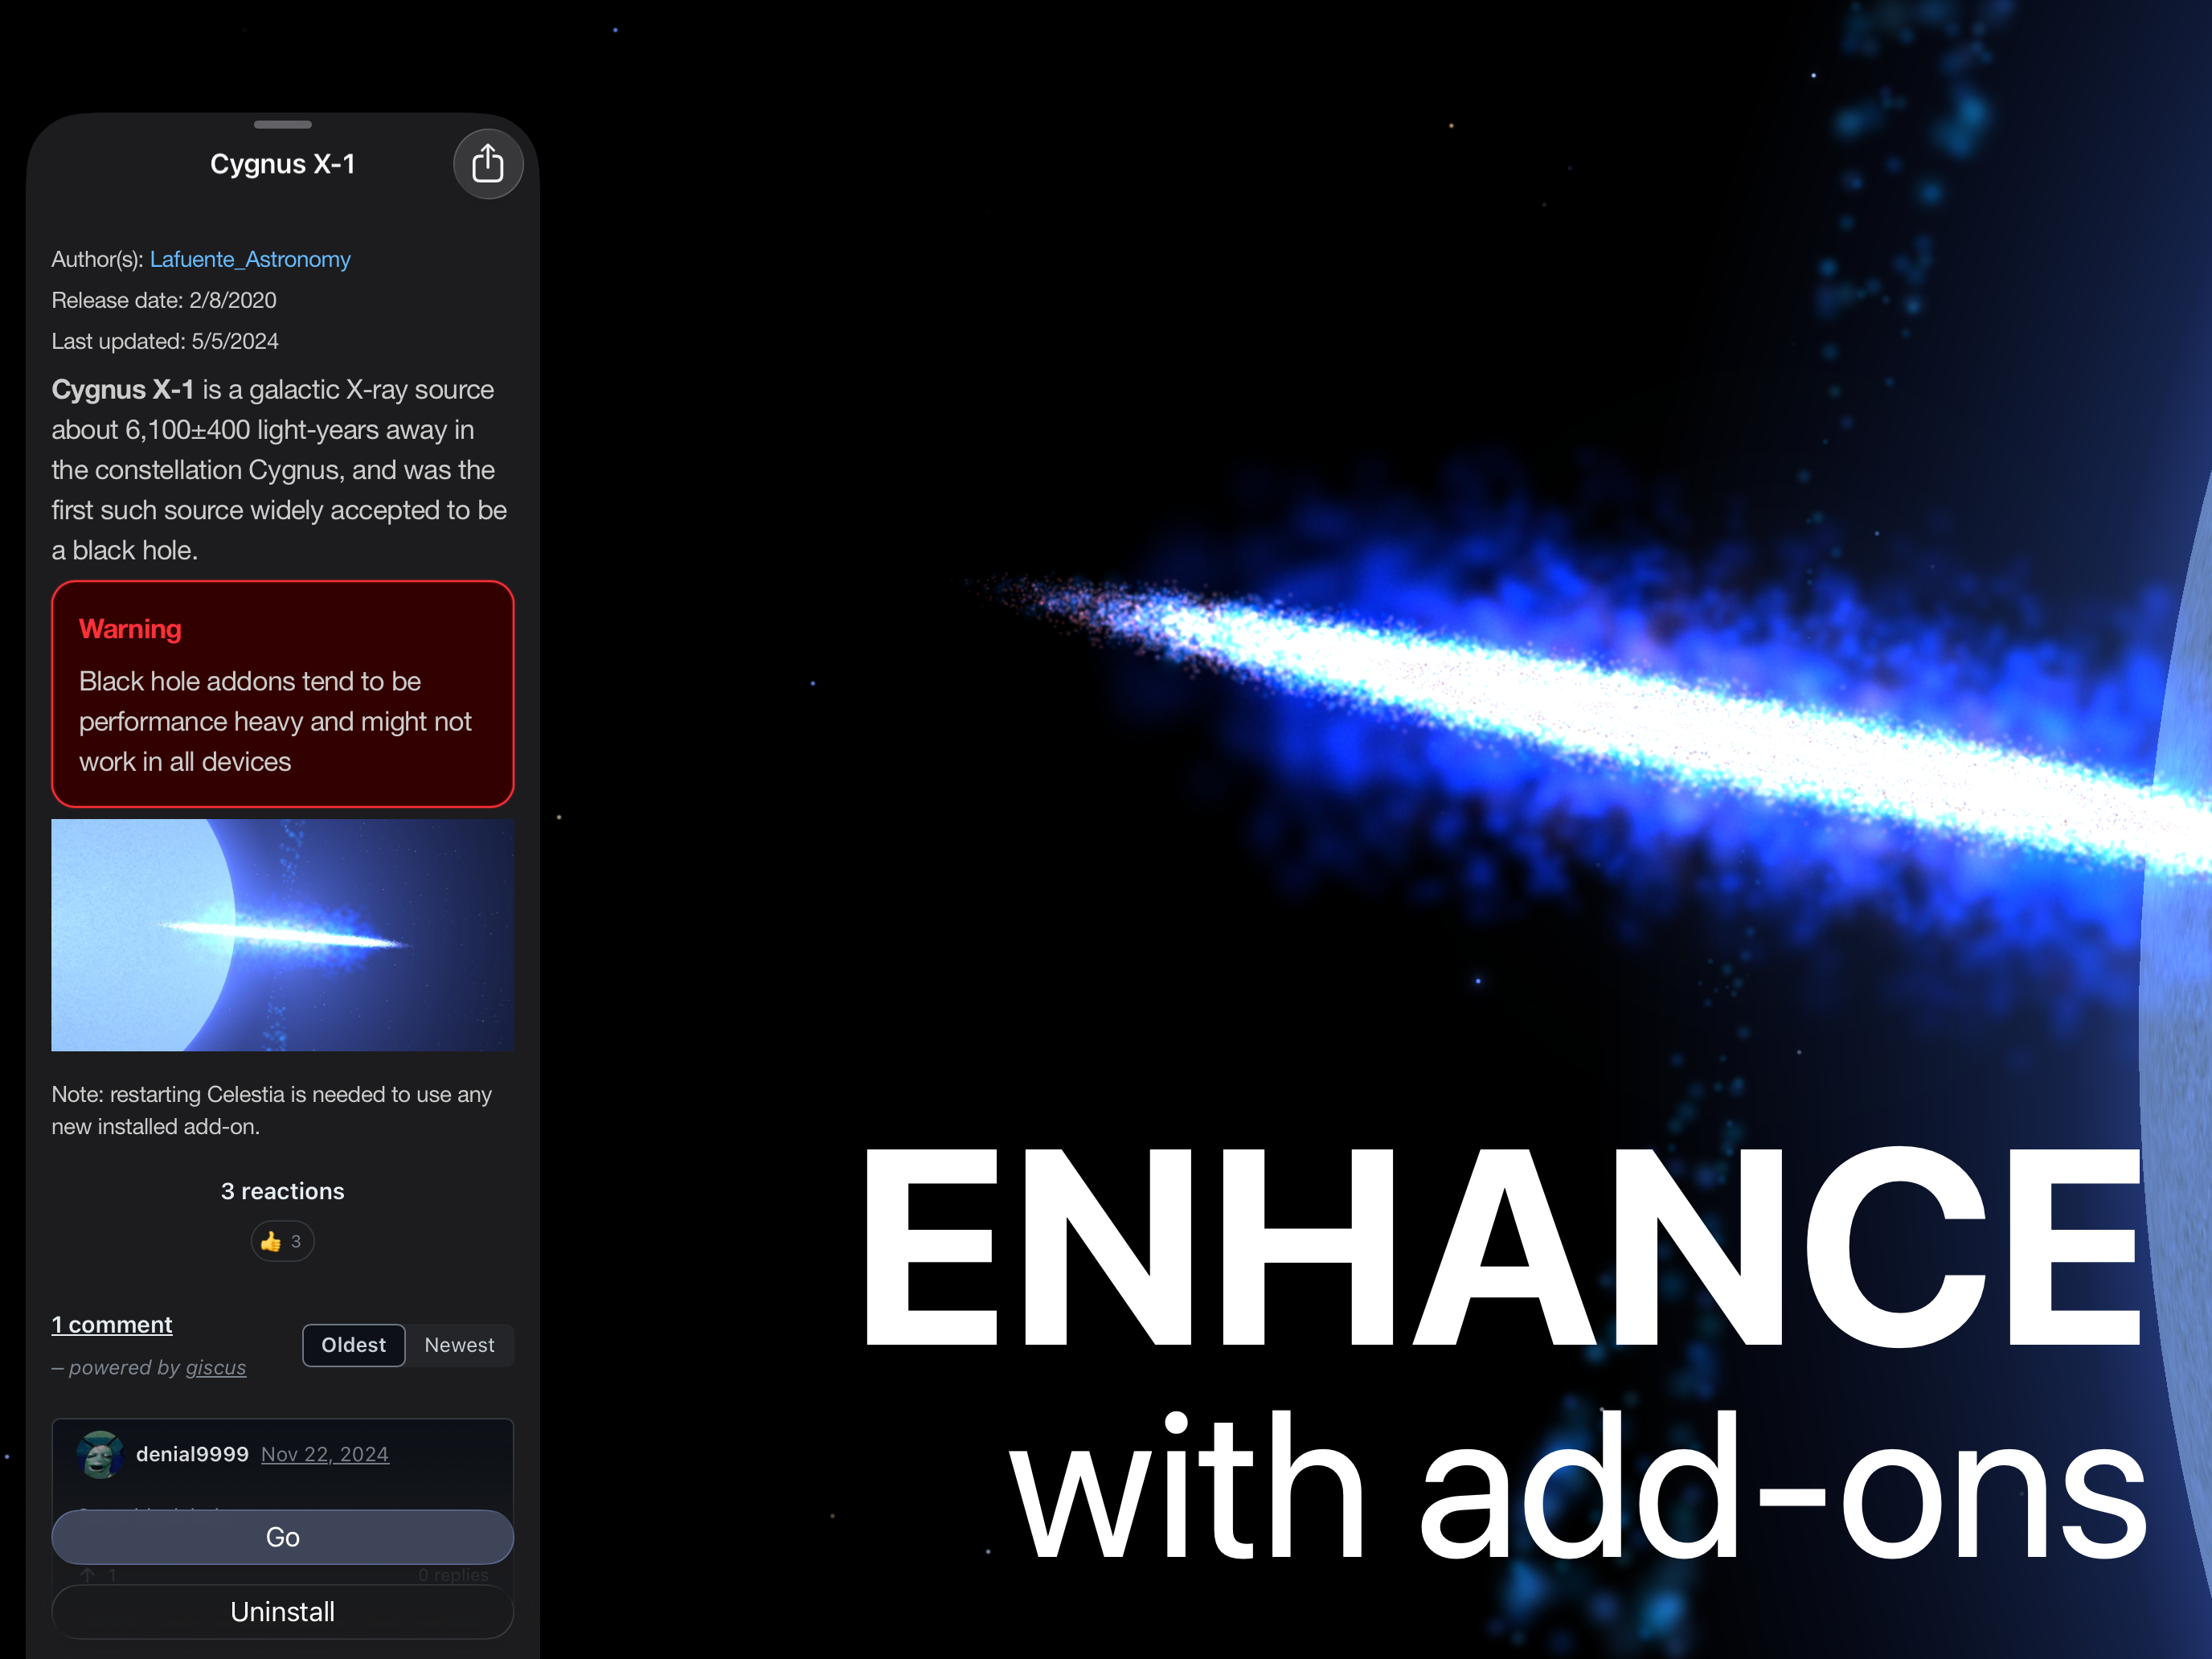 Cygnus X-1
Author(s): Lafuente_Astronomy
Release date: 2/8/2020
Last updated: 5/5/2024
Cygnus X-1 is a galactic X-ray source
about 6,100±400 light-years away in
the constellation Cygnus, and was the
first such source widely accepted to be
a black hole.
Warning
Black hole addons tend to be
performance heavy and might not
work in all devices
Note: restarting Celestia is needed to use any
new installed add-on.
3 reactions
👍 3
1 comment
– powered by giscus
Oldest Newest
denial9999 Nov 22, 2024
Go
↑ 1 0 replies
Uninstall
ENHANCE
with add-ons